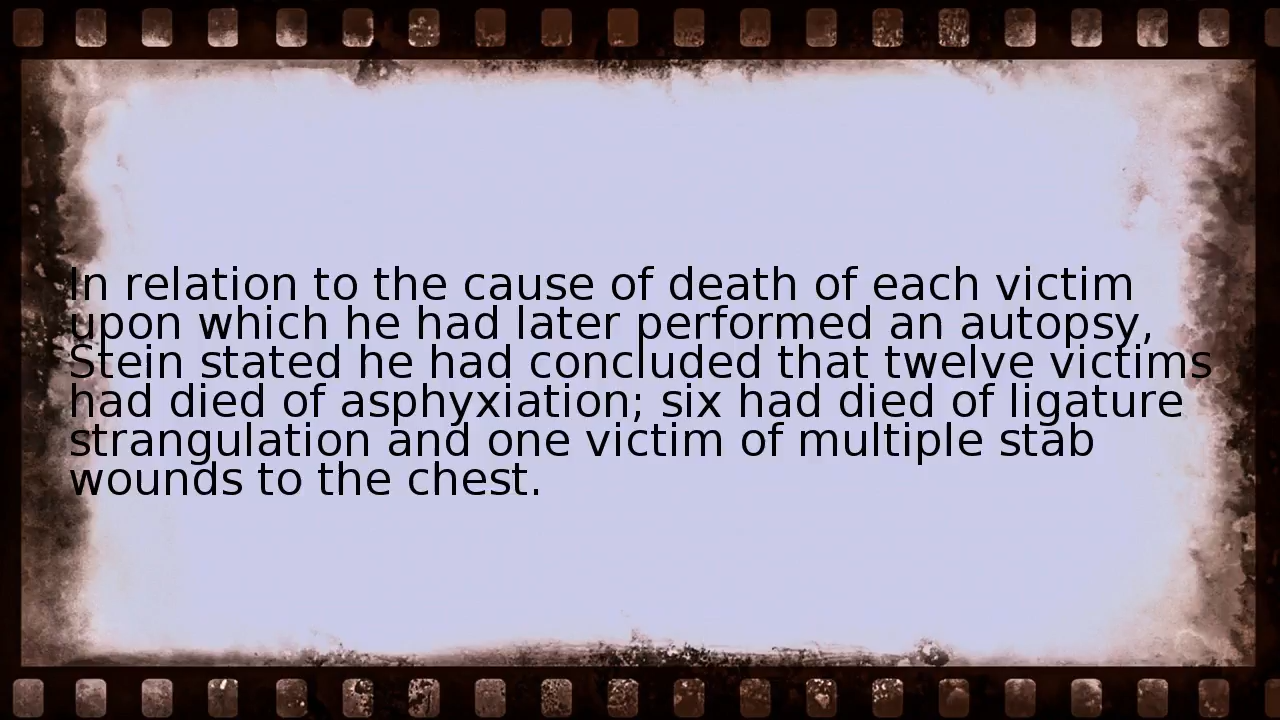 In relation to the cause of death of each victim
upon which he had later performed an autopsy,
Stein stated he had concluded that twelve victims
had died of asphyxiation; six had died of ligature
strangulation and one victim of multiple stab
wounds to the chest.